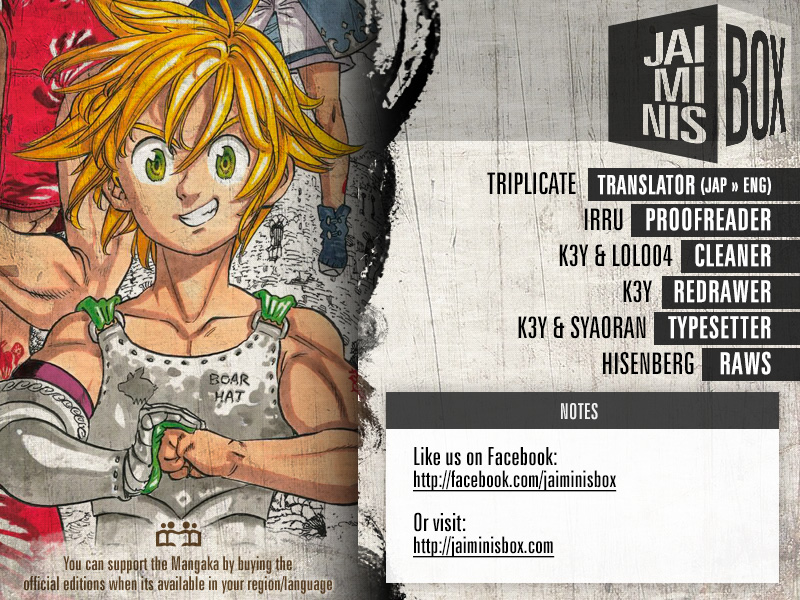 JAI
MI
NIS
BOX
TRIPLICATE TRANSLATOR (JAP » ENG)
IRRU PROOFREADER
K3Y & LOLO04 CLEANER
K3Y REDRAWER
K3Y & SYAORAN TYPESETTER
HISENBERG RAWS
BOAR
HAT
NOTES
Like us on Facebook:
http://facebook.com/jaiminisbox
Or visit:
http://jaiminisbox.com
You can support the Mangaka by buying the
official editions when its available in your region/language